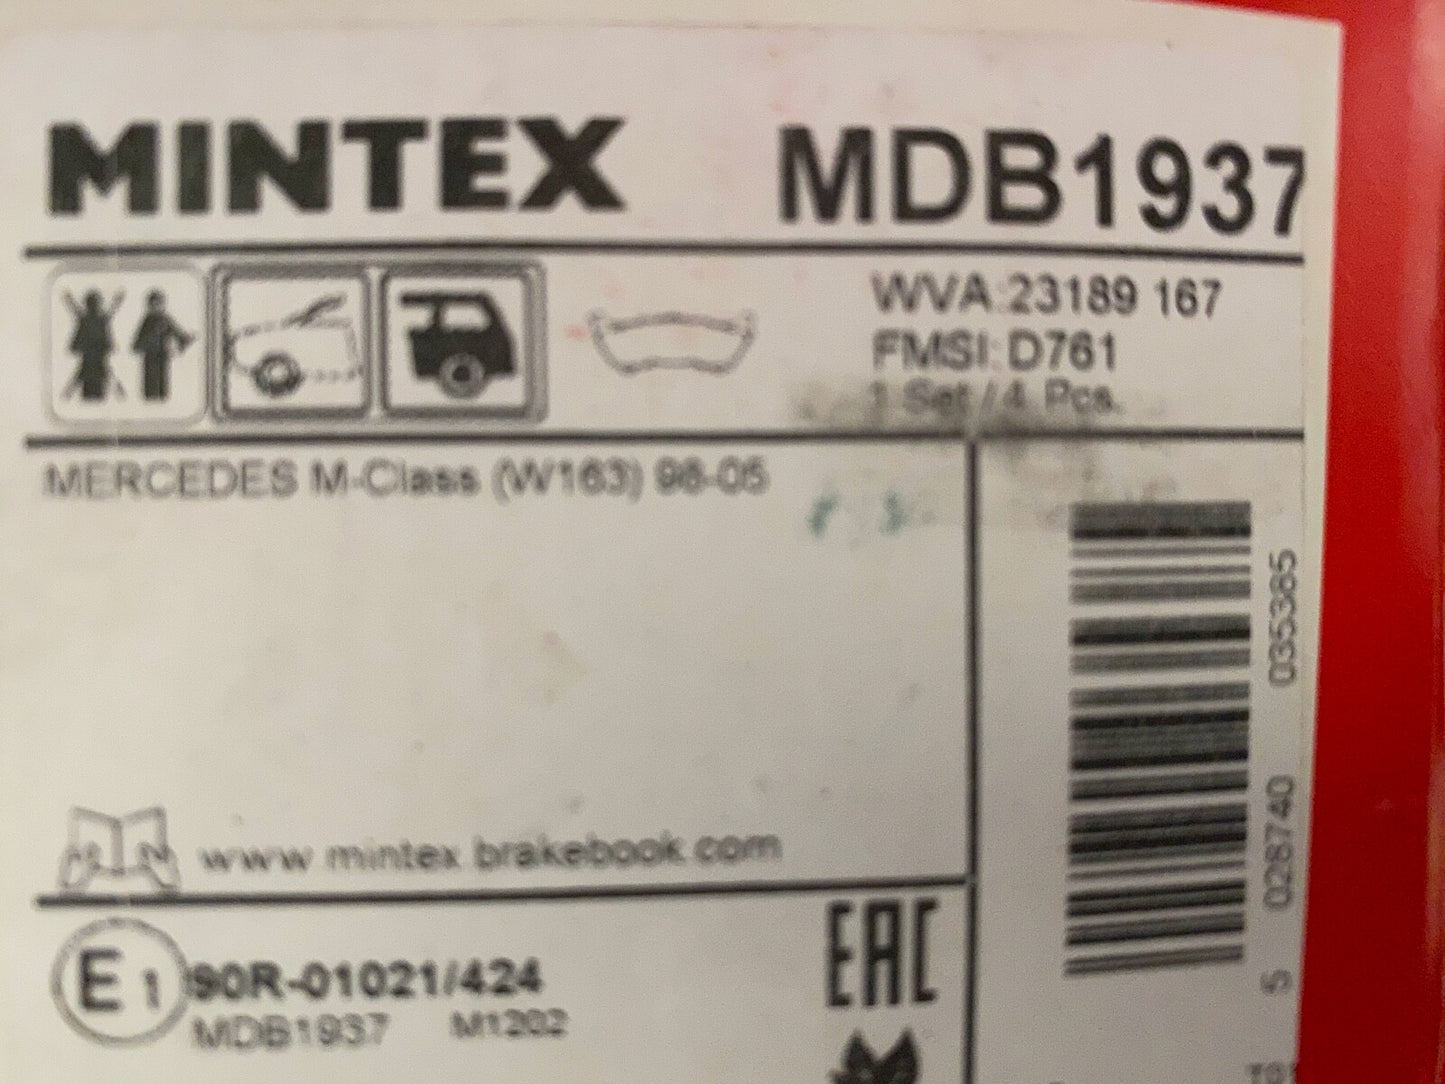 MINTEX MDB1937
WVA:23189 167
FMSI:D761
1 Set / 4 Pcs.
MERCEDES M-Class (W163) 98-05
www.mintex.brakebook.com
E1 90R-01021/424
MDB1937 M1202
EAC
5 028740 035385